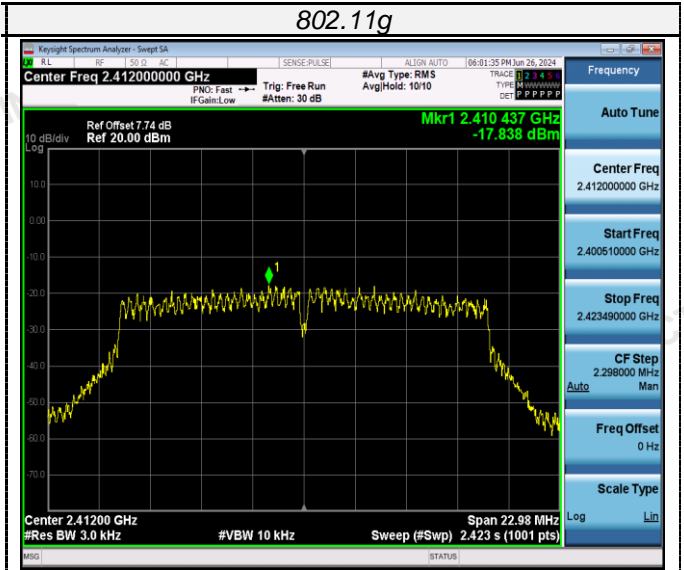 802.11g
Keysight Spectrum Analyzer - Swept SA
LXI RL RF 50 Ω AC SENSE:PULSE ALIGN AUTO 06:01:35 PM Jun 26, 2024
Center Freq 2.412000000 GHz #Avg Type: RMS TRACE 1 2 3 4 5 6
PNO: Fast Trig: Free Run Avg|Hold: 10/10 TYPE M W W W W W
IFGain:Low #Atten: 30 dB DET P P P P P P
Mkr1 2.410 437 GHz
-17.838 dBm
Ref Offset 7.74 dB
10 dB/div Ref 20.00 dBm
Log
1
10.0
0.00
-10.0
-20.0
-30.0
-40.0
-50.0
-60.0
-70.0
Center 2.41200 GHz Span 22.98 MHz
#Res BW 3.0 kHz #VBW 10 kHz Sweep (#Swp) 2.423 s (1001 pts)
MSG STATUS
Frequency
Auto Tune
Center Freq
2.412000000 GHz
Start Freq
2.400510000 GHz
Stop Freq
2.423490000 GHz
CF Step
2.298000 MHz
Auto Man
Freq Offset
0 Hz
Scale Type
Log Lin